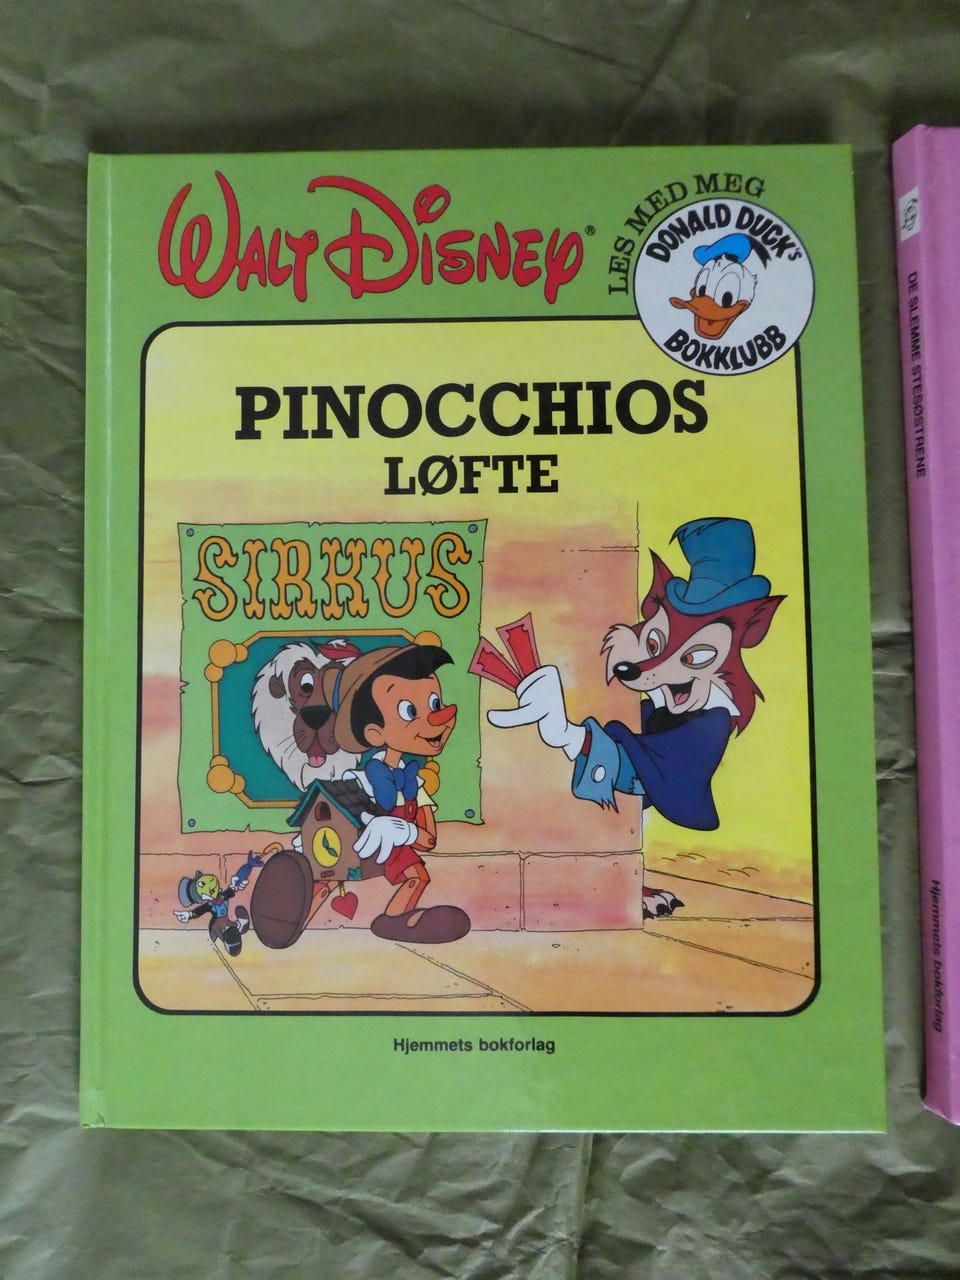 WALT DISNEY®
LES MED MEG
DONALD DUCK's
BOKKLUBB
PINOCCHIOS
LØFTE
SIRKUS
Hjemmets bokforlag
DE SLEMME STESØSTRENE
Hjemmets bokforlag